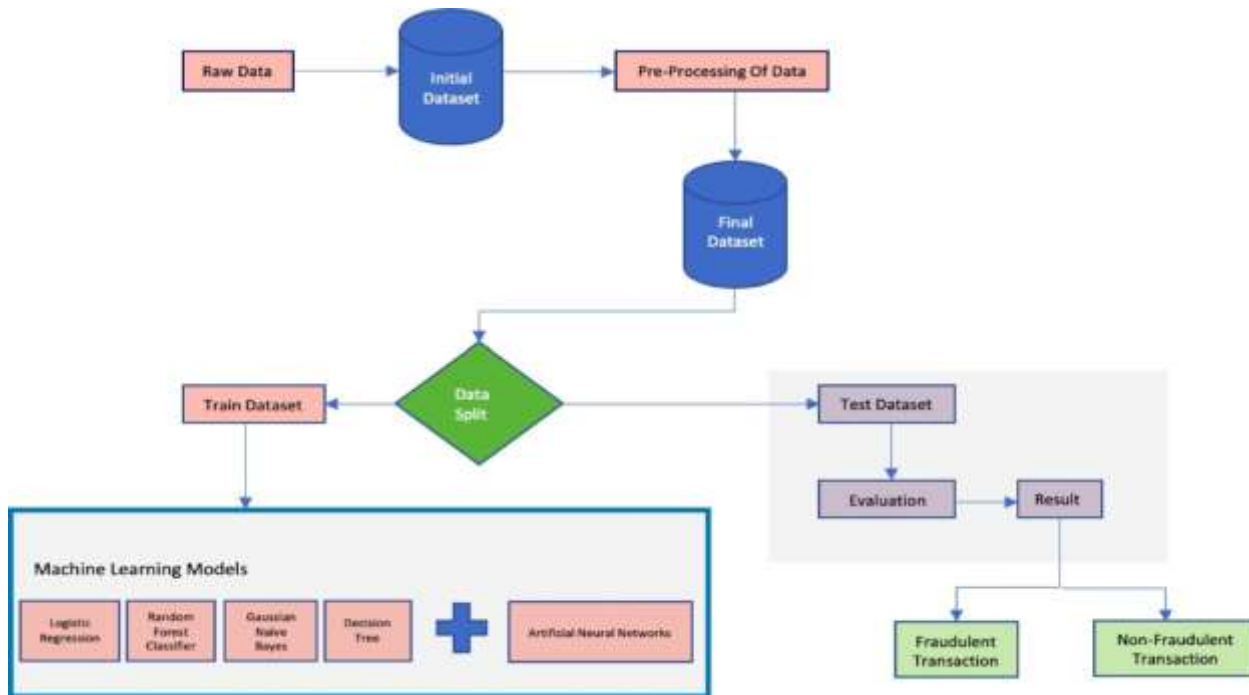 Raw Data
Initial
Dataset
Pre-Processing Of Data
Final
Dataset
Data
Split
Train Dataset
Test Dataset
Evaluation
Result
Machine Learning Models
Logistic
Regression
Random
Forest
Classifier
Gaussian
Naive
Bayes
Decision
Tree
Artificial Neural Networks
Fraudulent
Transaction
Non-Fraudulent
Transaction